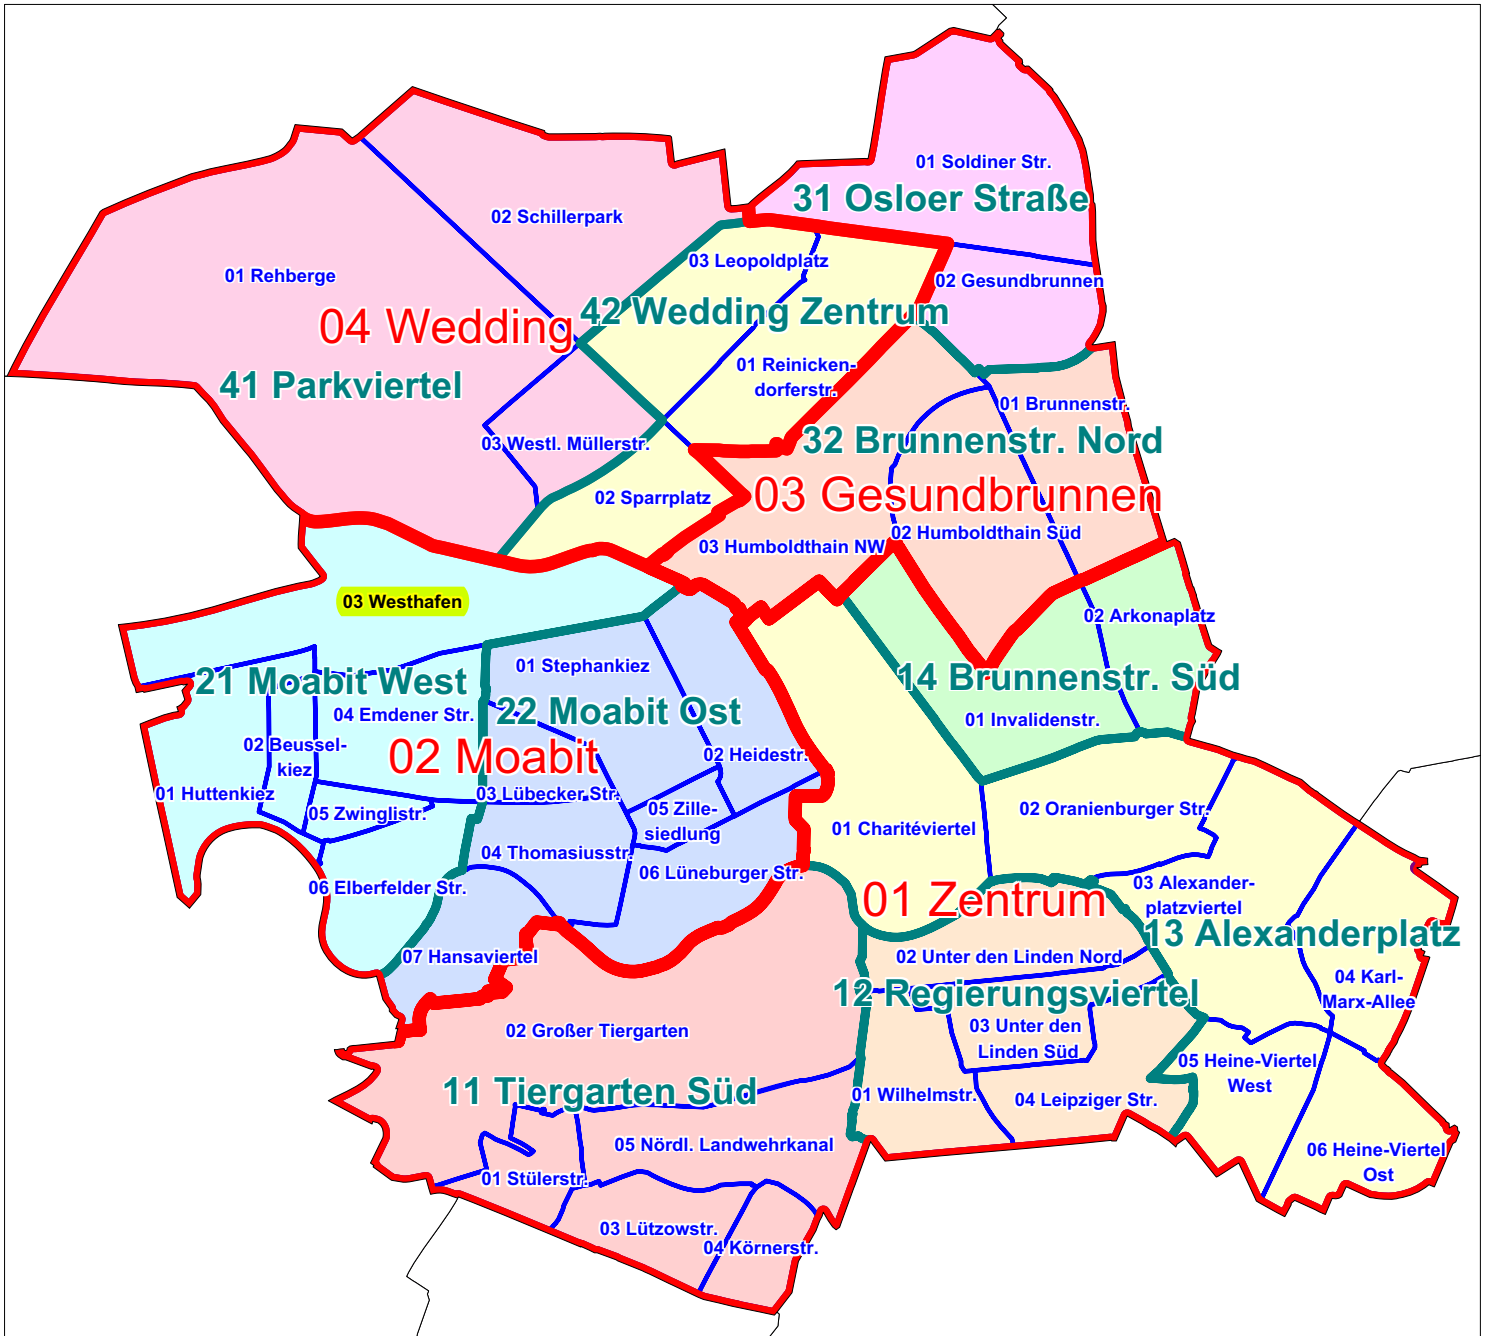 01 Soldiner Str.
31 Osloer Straße
02 Schillerpark
03 Leopoldplatz
01 Rehberge
02 Gesundbrunnen
42 Wedding Zentrum
04 Wedding
01 Reinicken-
dorferstr.
41 Parkviertel
01 Brunnenstr.
03 Westl. Müllerstr.
32 Brunnenstr. Nord
02 Sparrplatz
03 Gesundbrunnen
02 Humboldthain Süd
03 Humboldthain NW
03 Westhafen
02 Arkonaplatz
01 Stephankiez
21 Moabit West
14 Brunnenstr. Süd
04 Emdener Str.
22 Moabit Ost
01 Invalidenstr.
02 Beussel-
kiez
02 Moabit
02 Heidestr.
01 Huttenkiez
03 Lübecker Str.
05 Zwinglistr.
05 Zille-
siedlung
02 Oranienburger Str.
01 Charitéviertel
04 Thomasiusstr.
06 Lüneburger Str.
06 Elberfelder Str.
03 Alexander-
platzviertel
01 Zentrum
13 Alexanderplatz
07 Hansaviertel
02 Unter den Linden Nord
04 Karl-
Marx-Allee
12 Regierungsviertel
02 Großer Tiergarten
03 Unter den
Linden Süd
05 Heine-Viertel
West
11 Tiergarten Süd
01 Wilhelmstr.
04 Leipziger Str.
05 Nördl. Landwehrkanal
06 Heine-Viertel
Ost
01 Stülerstr.
03 Lützowstr.
04 Körnerstr.